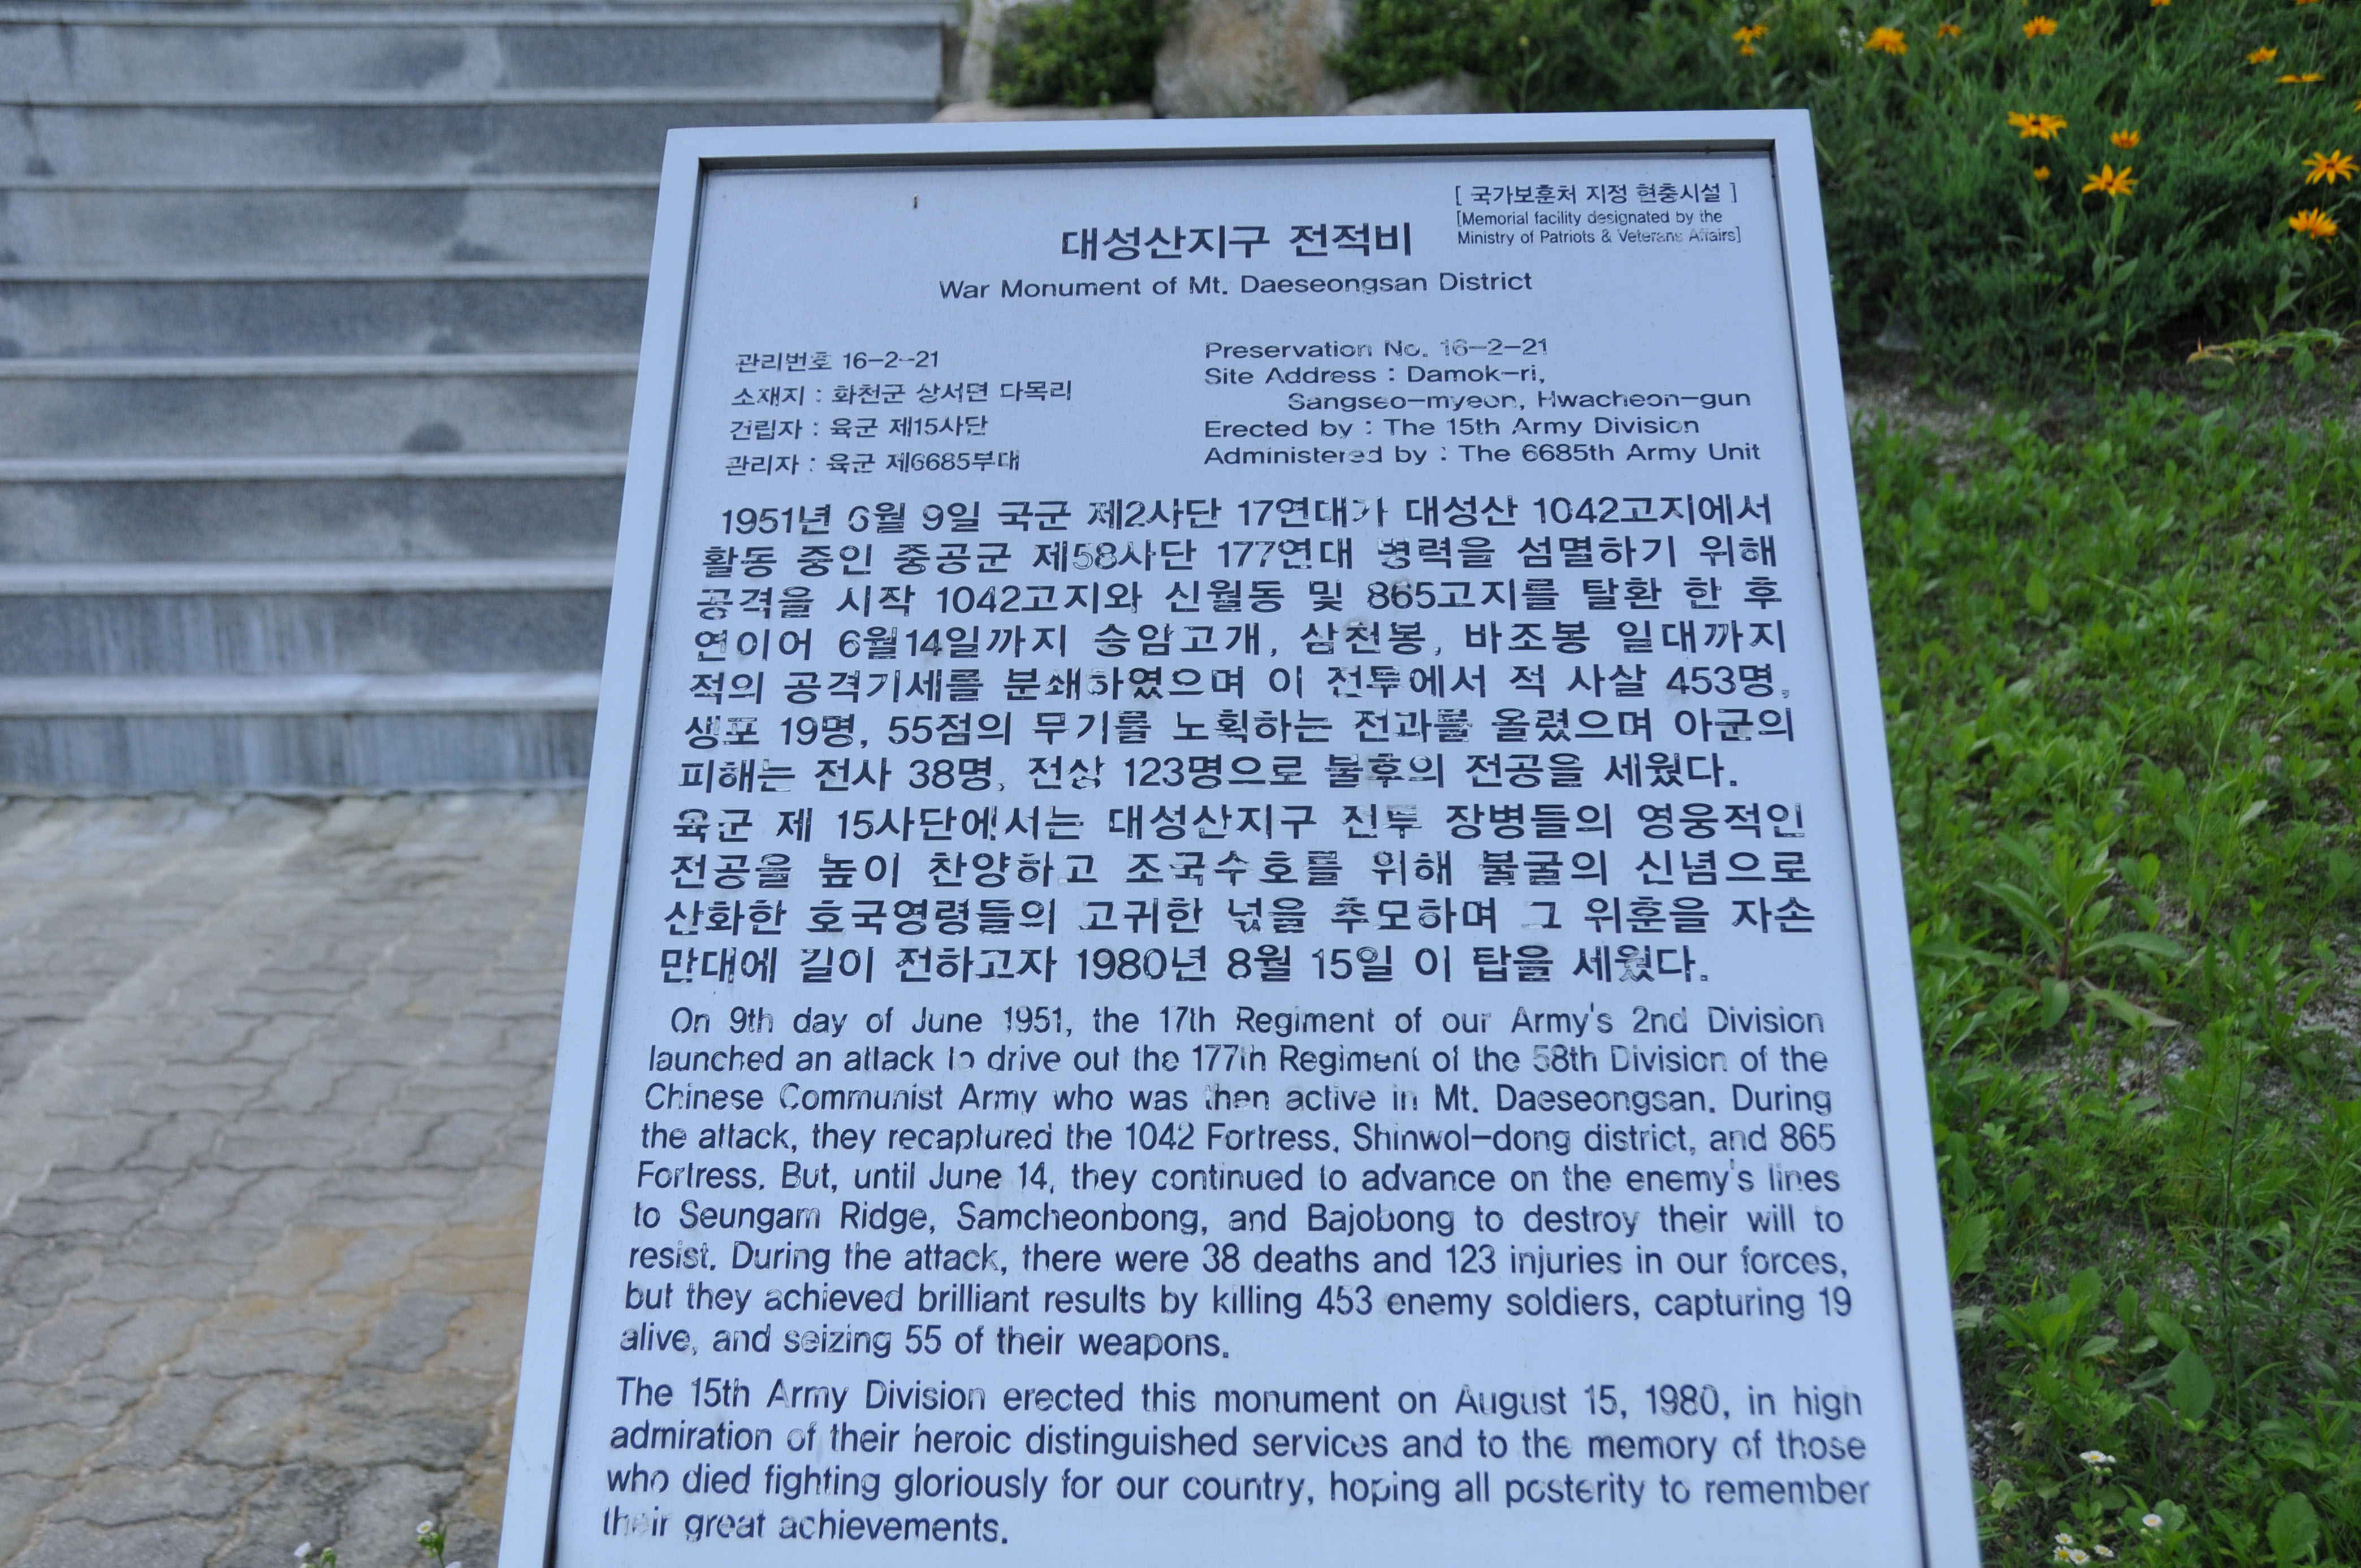 [ 국가보훈처 지정 현충시설 ]
[Memorial facility designated by the
Ministry of Patriots & Veterans Affairs]
대성산지구 전적비
War Monument of Mt. Daeseongsan District
관리번호 16-2-21
소재지 : 화천군 상서면 다목리
건립자 : 육군 제15사단
관리자 : 육군 제6685부대
Preservation No. 16-2-21
Site Address : Damok-ri,
Sangseo-myeon, Hwacheon-gun
Erected by : The 15th Army Division
Administered by : The 6685th Army Unit
1951년 6월 9일 국군 제2사단 17연대가 대성산 1042고지에서
활동 중인 중공군 제58사단 177연대 병력을 섬멸하기 위해
공격을 시작 1042고지와 신월동 및 865고지를 탈환 한 후
연이어 6월14일까지 승암고개, 삼천봉, 바조봉 일대까지
적의 공격기세를 분쇄하였으며 이 전투에서 적 사살 453명,
생포 19명, 55점의 무기를 노획하는 전과를 올렸으며 아군의
피해는 전사 38명, 전상 123명으로 불후의 전공을 세웠다.
육군 제 15사단에서는 대성산지구 전투 장병들의 영웅적인
전공을 높이 찬양하고 조국수호를 위해 불굴의 신념으로
산화한 호국영령들의 고귀한 넋을 추모하며 그 위훈을 자손
만대에 길이 전하고자 1980년 8월 15일 이 탑을 세웠다.
On 9th day of June 1951, the 17th Regiment of our Army's 2nd Division
launched an attack to drive out the 177th Regiment of the 58th Division of the
Chinese Communist Army who was then active in Mt. Daeseongsan. During
the attack, they recaptured the 1042 Fortress, Shinwol-dong district, and 865
Fortress. But, until June 14, they continued to advance on the enemy's lines
to Seungam Ridge, Samcheonbong, and Bajobong to destroy their will to
resist. During the attack, there were 38 deaths and 123 injuries in our forces,
but they achieved brilliant results by killing 453 enemy soldiers, capturing 19
alive, and seizing 55 of their weapons.
The 15th Army Division erected this monument on August 15, 1980, in high
admiration of their heroic distinguished services and to the memory of those
who died fighting gloriously for our country, hoping all posterity to remember
their great achievements.